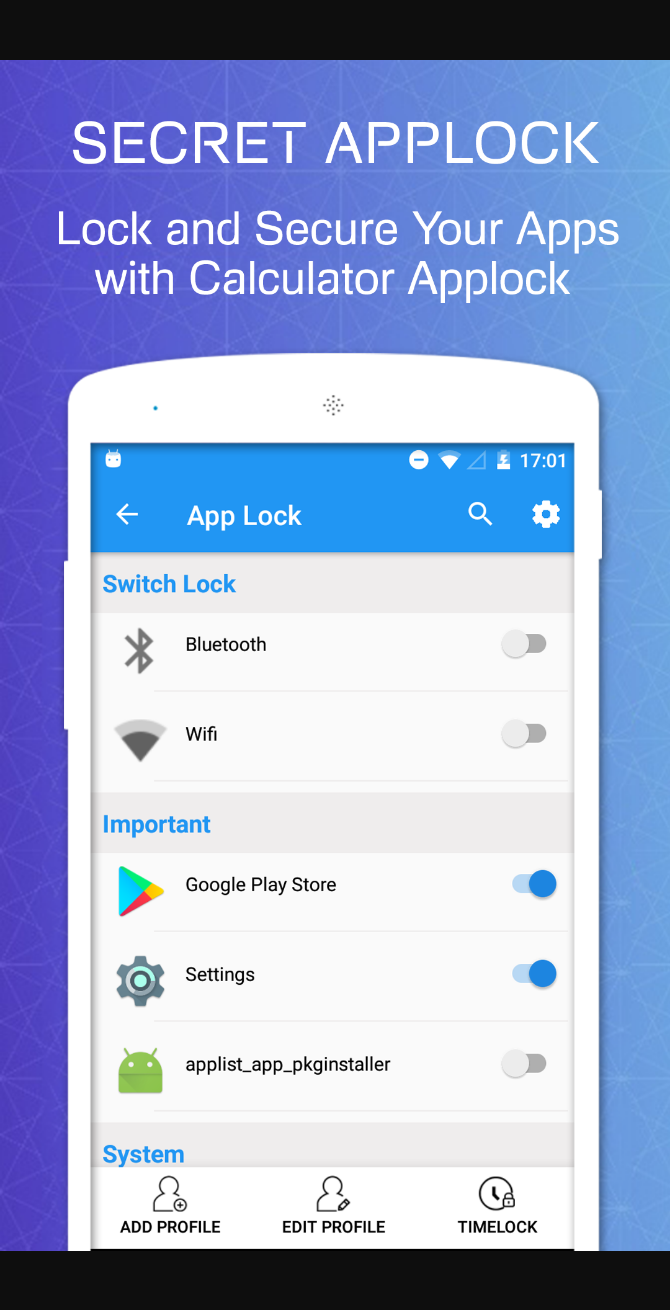 SECRET APPLOCK
Lock and Secure Your Apps
with Calculator Applock
17:01
App Lock
Switch Lock
Bluetooth
Wifi
Important
Google Play Store
Settings
applist_app_pkginstaller
System
ADD PROFILE
EDIT PROFILE
TIMELOCK